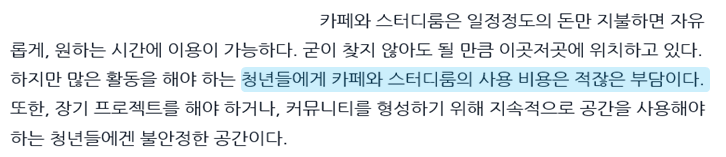 카페와 스터디룸은 일정정도의 돈만 지불하면 자유
롭게, 원하는 시간에 이용이 가능하다. 굳이 찾지 않아도 될 만큼 이곳저곳에 위치하고 있다.
하지만 많은 활동을 해야 하는 청년들에게 카페와 스터디룸의 사용 비용은 적잖은 부담이다.
또한, 장기 프로젝트를 해야 하거나, 커뮤니티를 형성하기 위해 지속적으로 공간을 사용해야
하는 청년들에겐 불안정한 공간이다.